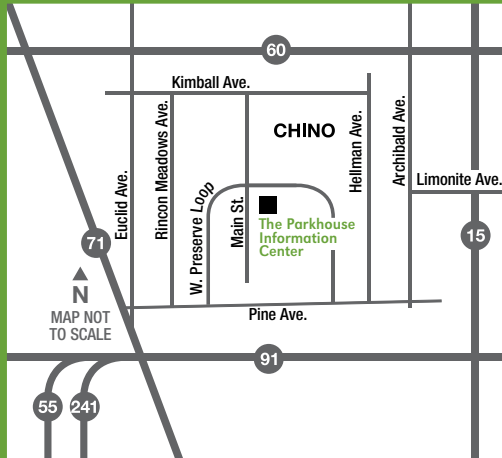 60
Kimball Ave.
CHINO
Euclid Ave.
Rincon Meadows Ave.
W. Preserve Loop
Main St.
Hellman Ave.
Archibald Ave.
Limonite Ave.
The Parkhouse
Information
Center
71
15
N
MAP NOT
TO SCALE
Pine Ave.
91
55
241